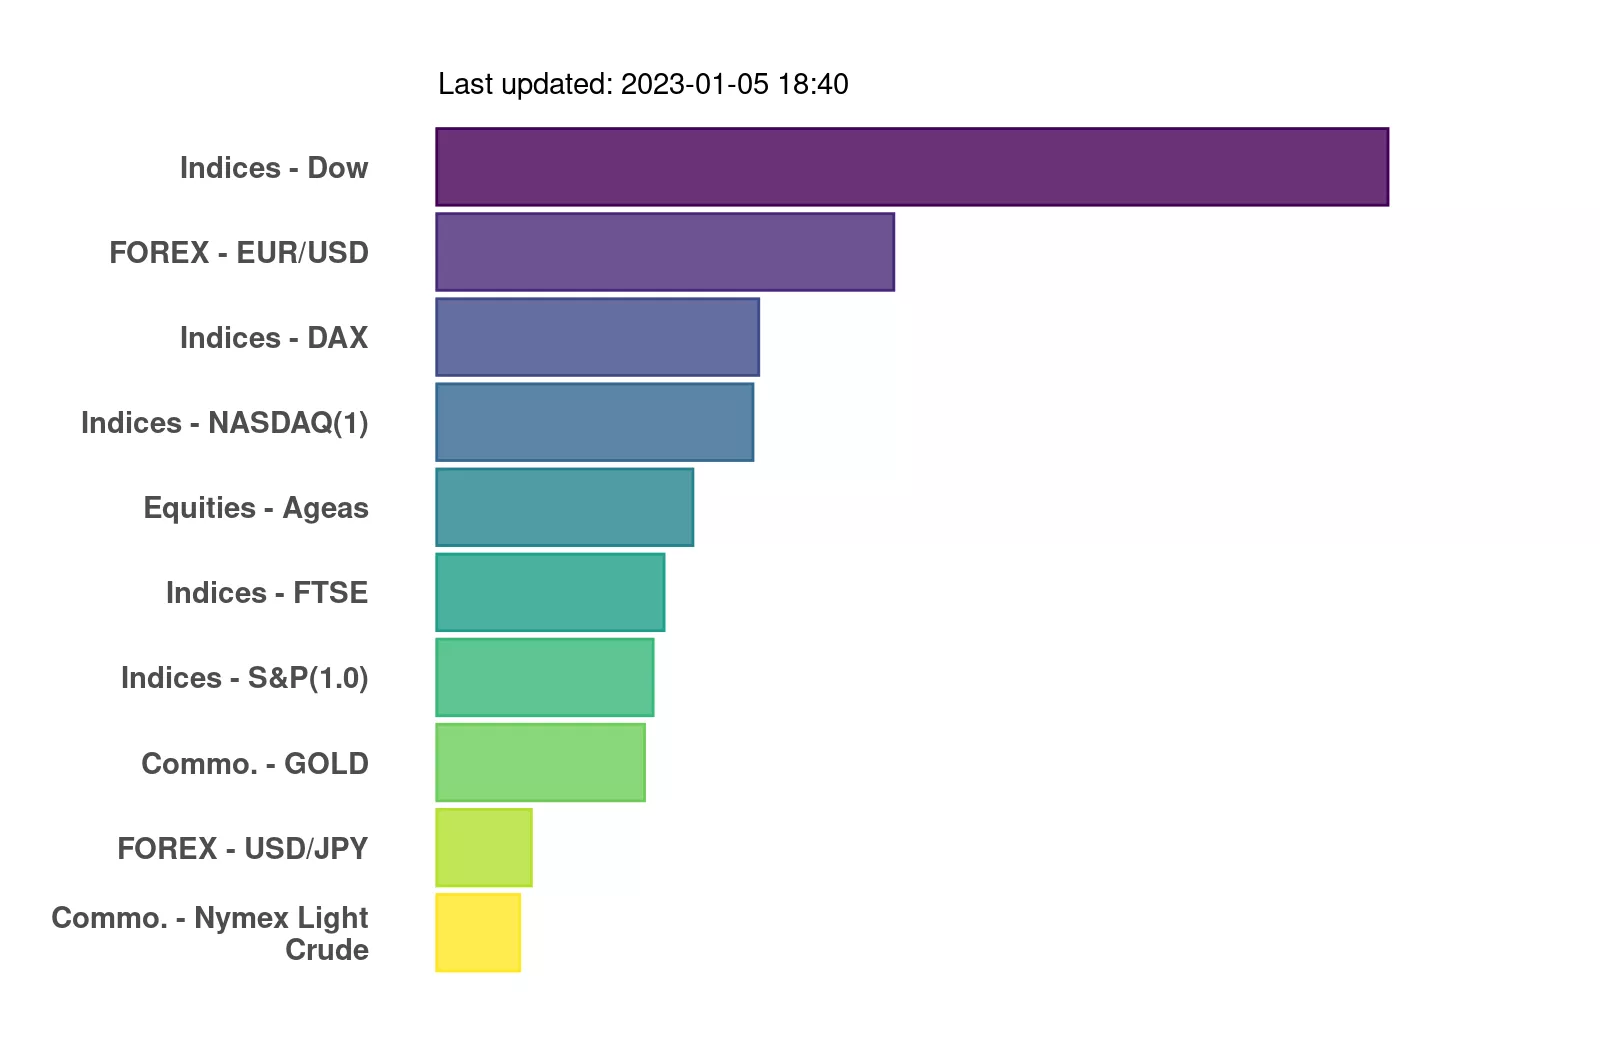 Last updated: 2023-01-05 18:40
Indices - Dow
FOREX - EUR/USD
Indices - DAX
Indices - NASDAQ(1)
Equities - Ageas
Indices - FTSE
Indices - S&P(1.0)
Commo. - GOLD
FOREX - USD/JPY
Commo. - Nymex Light
Crude